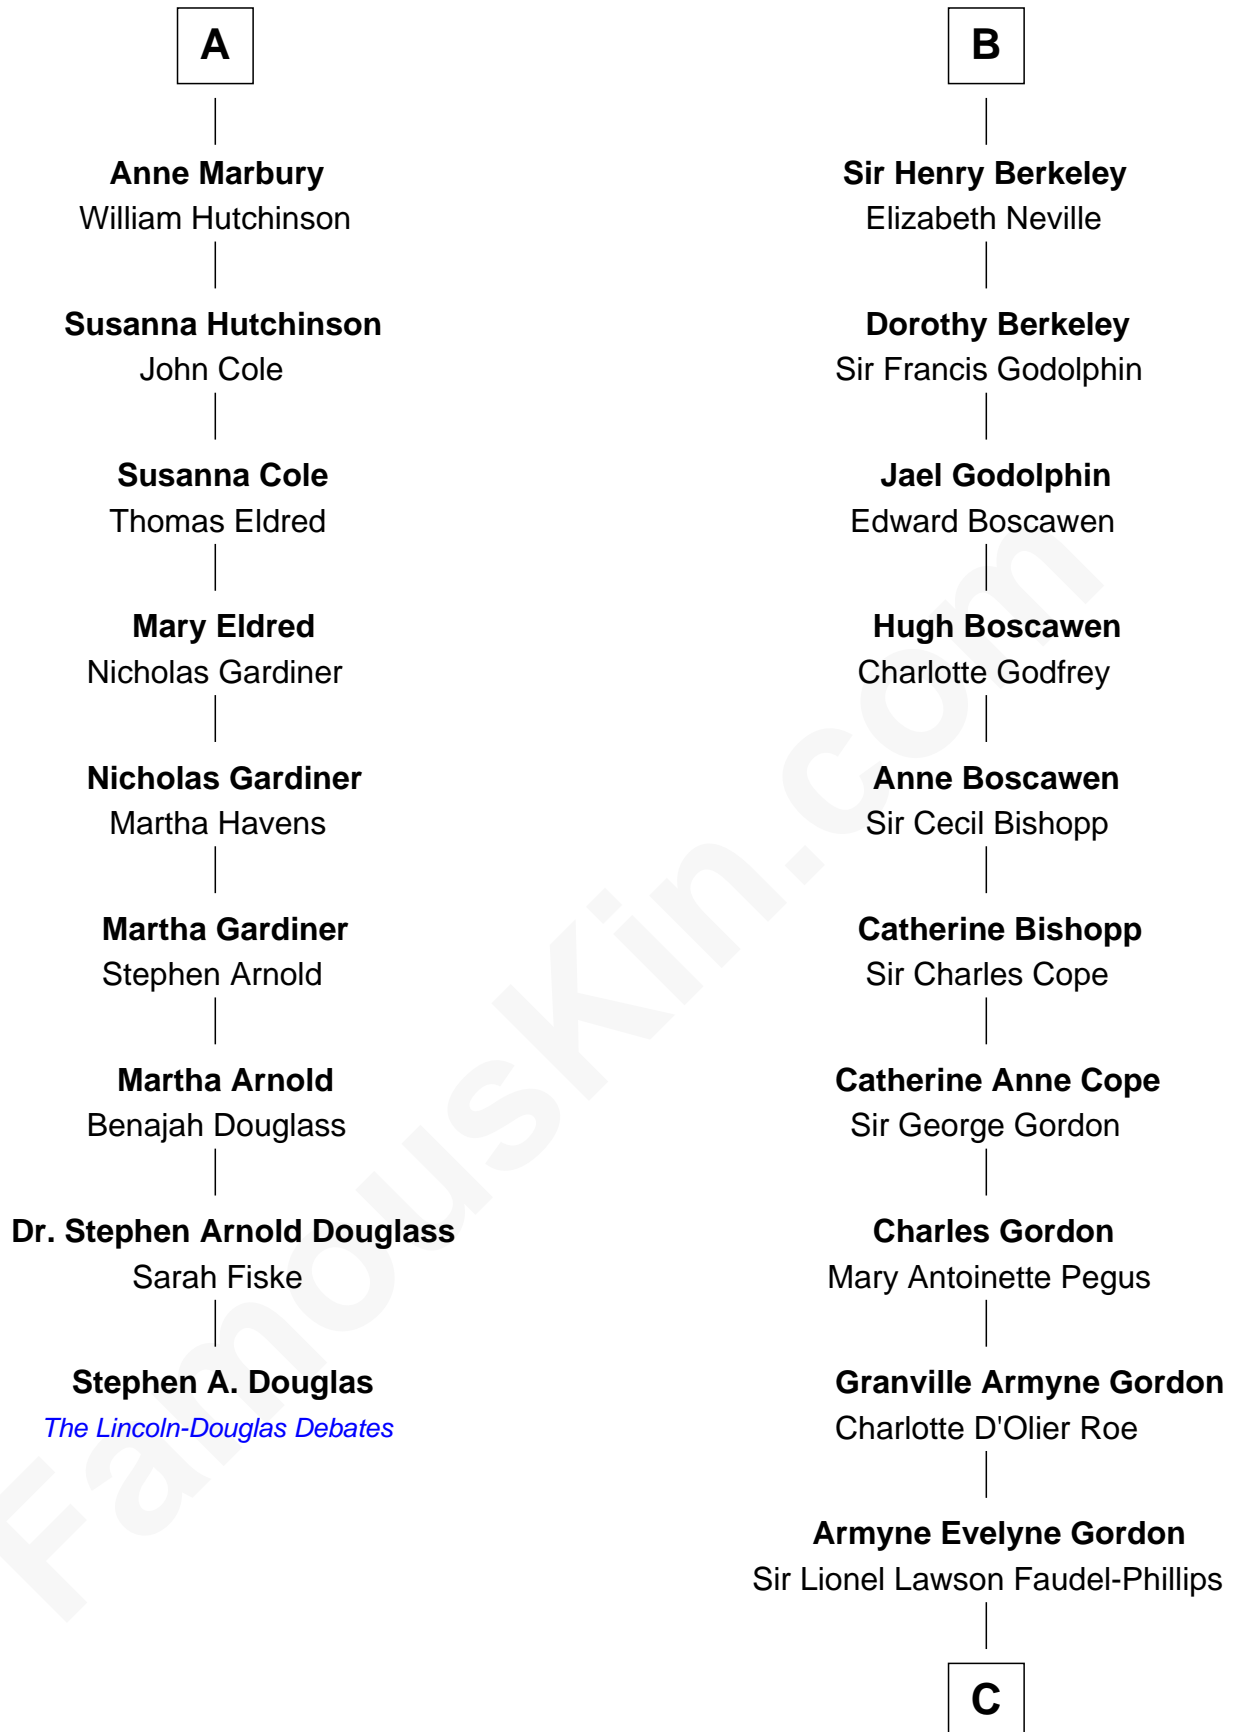 A
Anne Marbury
William Hutchinson
Susanna Hutchinson
John Cole
Susanna Cole
Thomas Eldred
Mary Eldred
Nicholas Gardiner
Nicholas Gardiner
Martha Havens
Martha Gardiner
Stephen Arnold
Martha Arnold
Benajah Douglass
Dr. Stephen Arnold Douglass
Sarah Fiske
Stephen A. Douglas
The Lincoln-Douglas Debates
B
Sir Henry Berkeley
Elizabeth Neville
Dorothy Berkeley
Sir Francis Godolphin
Jael Godolphin
Edward Boscawen
Hugh Boscawen
Charlotte Godfrey
Anne Boscawen
Sir Cecil Bishopp
Catherine Bishopp
Sir Charles Cope
Catherine Anne Cope
Sir George Gordon
Charles Gordon
Mary Antoinette Pegus
Granville Armyne Gordon
Charlotte D'Olier Roe
Armyne Evelyne Gordon
Sir Lionel Lawson Faudel-Phillips
C
FamousKin.com